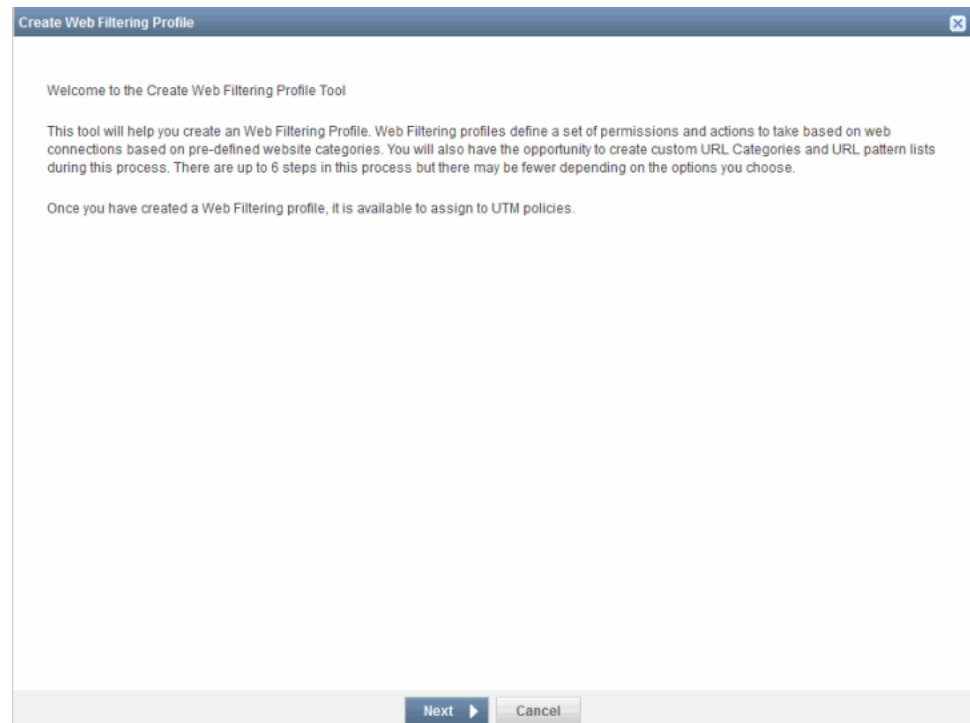 Create Web Filtering Profile
Welcome to the Create Web Filtering Profile Tool
This tool will help you create an Web Filtering Profile. Web Filtering profiles define a set of permissions and actions to take based on web
connections based on pre-defined website categories. You will also have the opportunity to create custom URL Categories and URL pattern lists
during this process. There are up to 6 steps in this process but there may be fewer depending on the options you choose.
Once you have created a Web Filtering profile, it is available to assign to UTM policies.
Next
Cancel